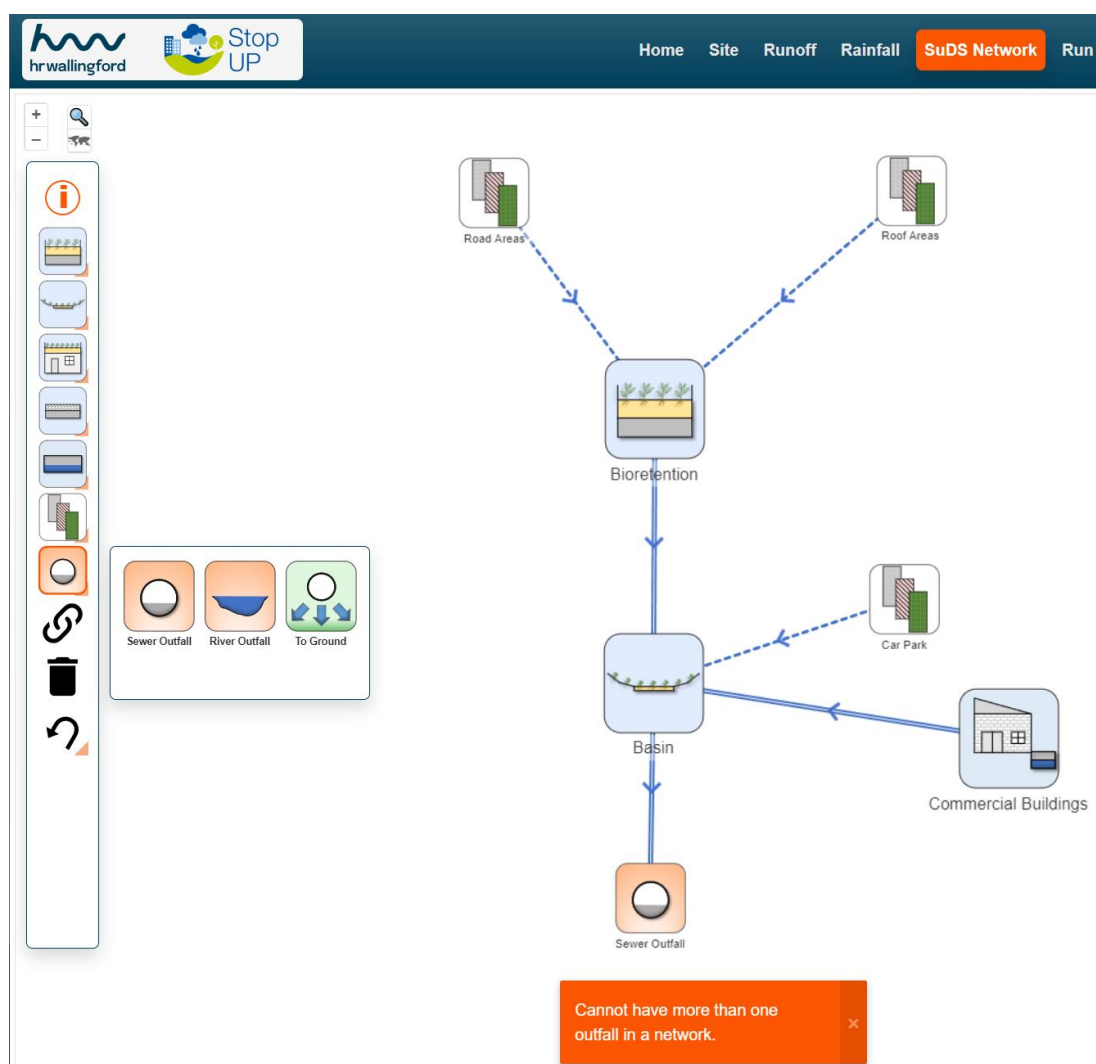 hrwallingford
Stop
UP
Home Site Runoff Rainfall SuDS Network Run
+
−
i
Road Areas
Roof Areas
Bioretention
Sewer Outfall River Outfall To Ground
Car Park
Basin
Commercial Buildings
Sewer Outfall
Cannot have more than one
outfall in a network.
×